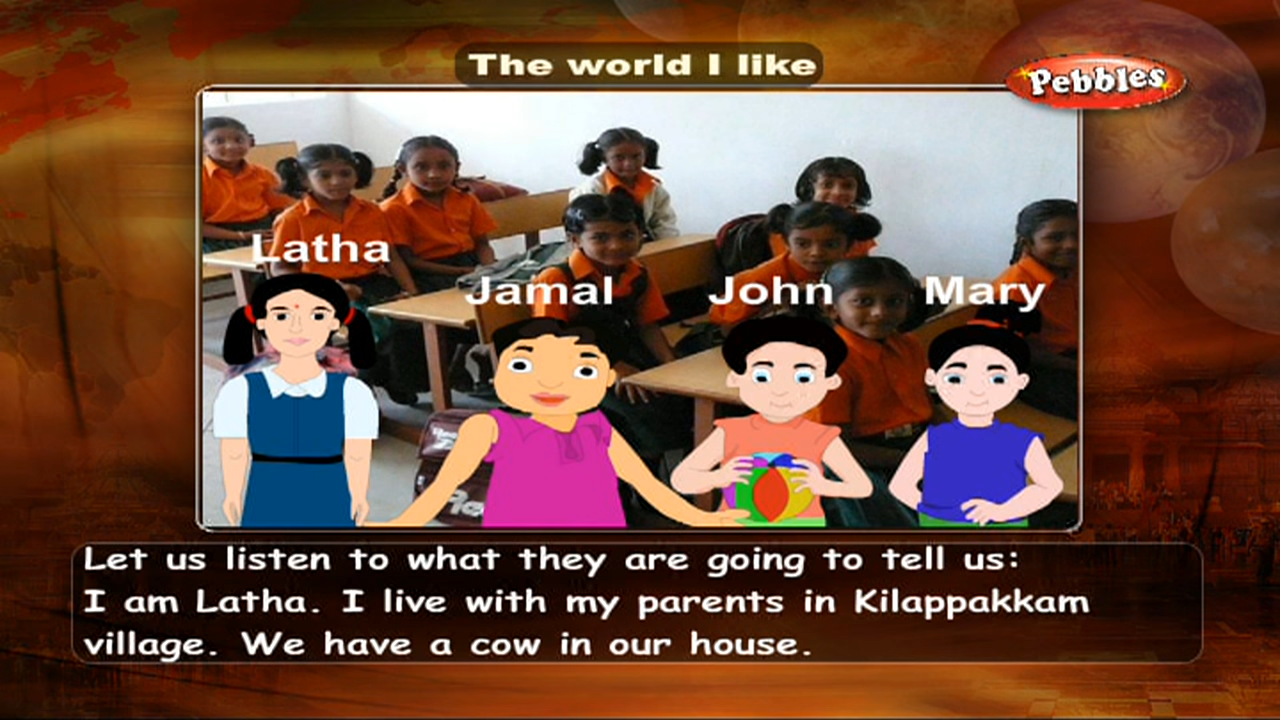 The world I like
Pebbles
Latha
Jamal
John
Mary
Let us listen to what they are going to tell us:
I am Latha. I live with my parents in Kilappakkam
village. We have a cow in our house.